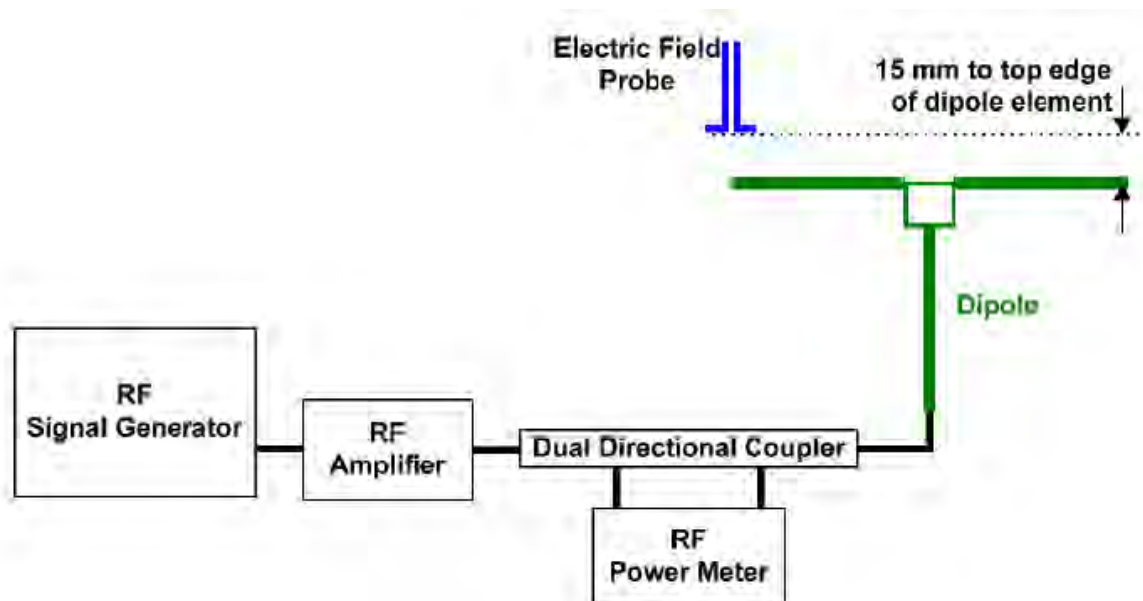 Electric Field
Probe
15 mm to top edge
of dipole element
Dipole
RF
Signal Generator
RF
Amplifier
Dual Directional Coupler
RF
Power Meter